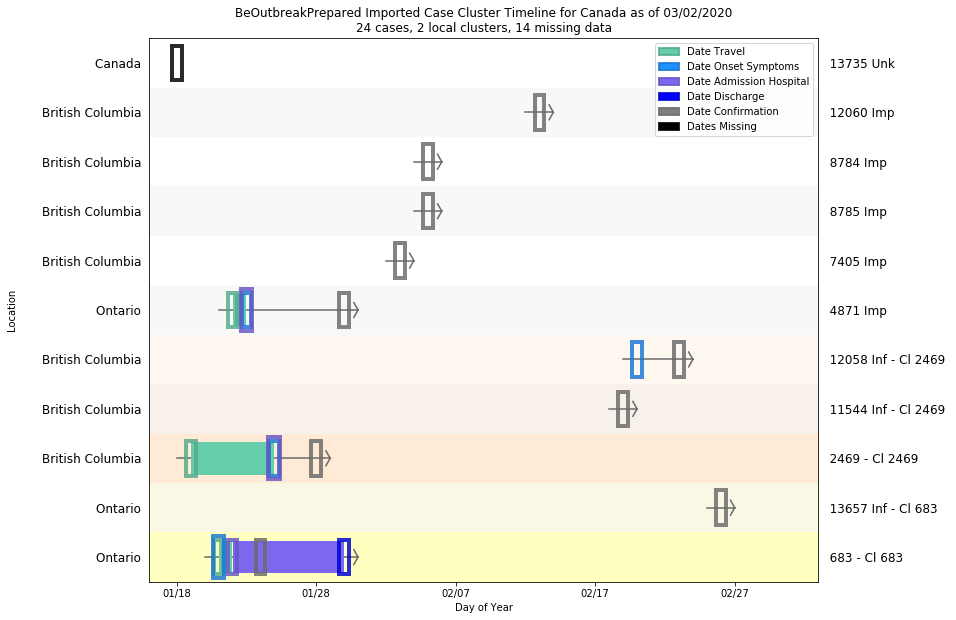 BeOutbreakPrepared Imported Case Cluster Timeline for Canada as of 03/02/2020
24 cases, 2 local clusters, 14 missing data
Date Travel
Date Onset Symptoms
Date Admission Hospital
Date Discharge
Date Confirmation
Dates Missing
Canada 13735 Unk
British Columbia 12060 Imp
British Columbia 8784 Imp
British Columbia 8785 Imp
British Columbia 7405 Imp
Ontario 4871 Imp
British Columbia 12058 Inf - Cl 2469
British Columbia 11544 Inf - Cl 2469
British Columbia 2469 - Cl 2469
Ontario 13657 Inf - Cl 683
Ontario 683 - Cl 683
Location
01/18 01/28 02/07 02/17 02/27
Day of Year